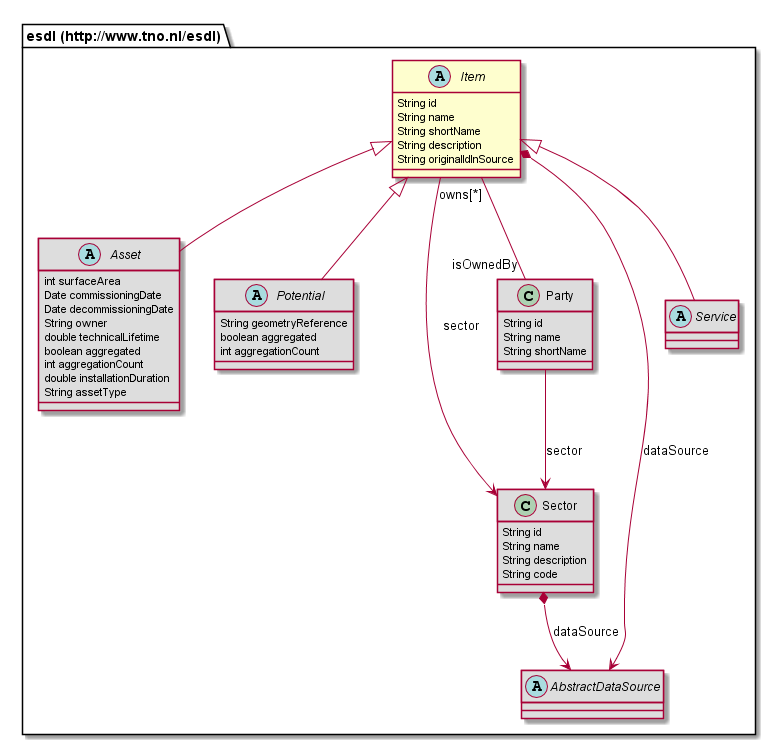 esdl (http://www.tno.nl/esdl)
A Item
String id
String name
String shortName
String description
String originalIdInSource
owns[*]
isOwnedBy
sector
A Asset
int surfaceArea
Date commissioningDate
Date decommissioningDate
String owner
double technicalLifetime
boolean aggregated
int aggregationCount
double installationDuration
String assetType
A Potential
String geometryReference
boolean aggregated
int aggregationCount
C Party
String id
String name
String shortName
A Service
sector
dataSource
C Sector
String id
String name
String description
String code
dataSource
A AbstractDataSource